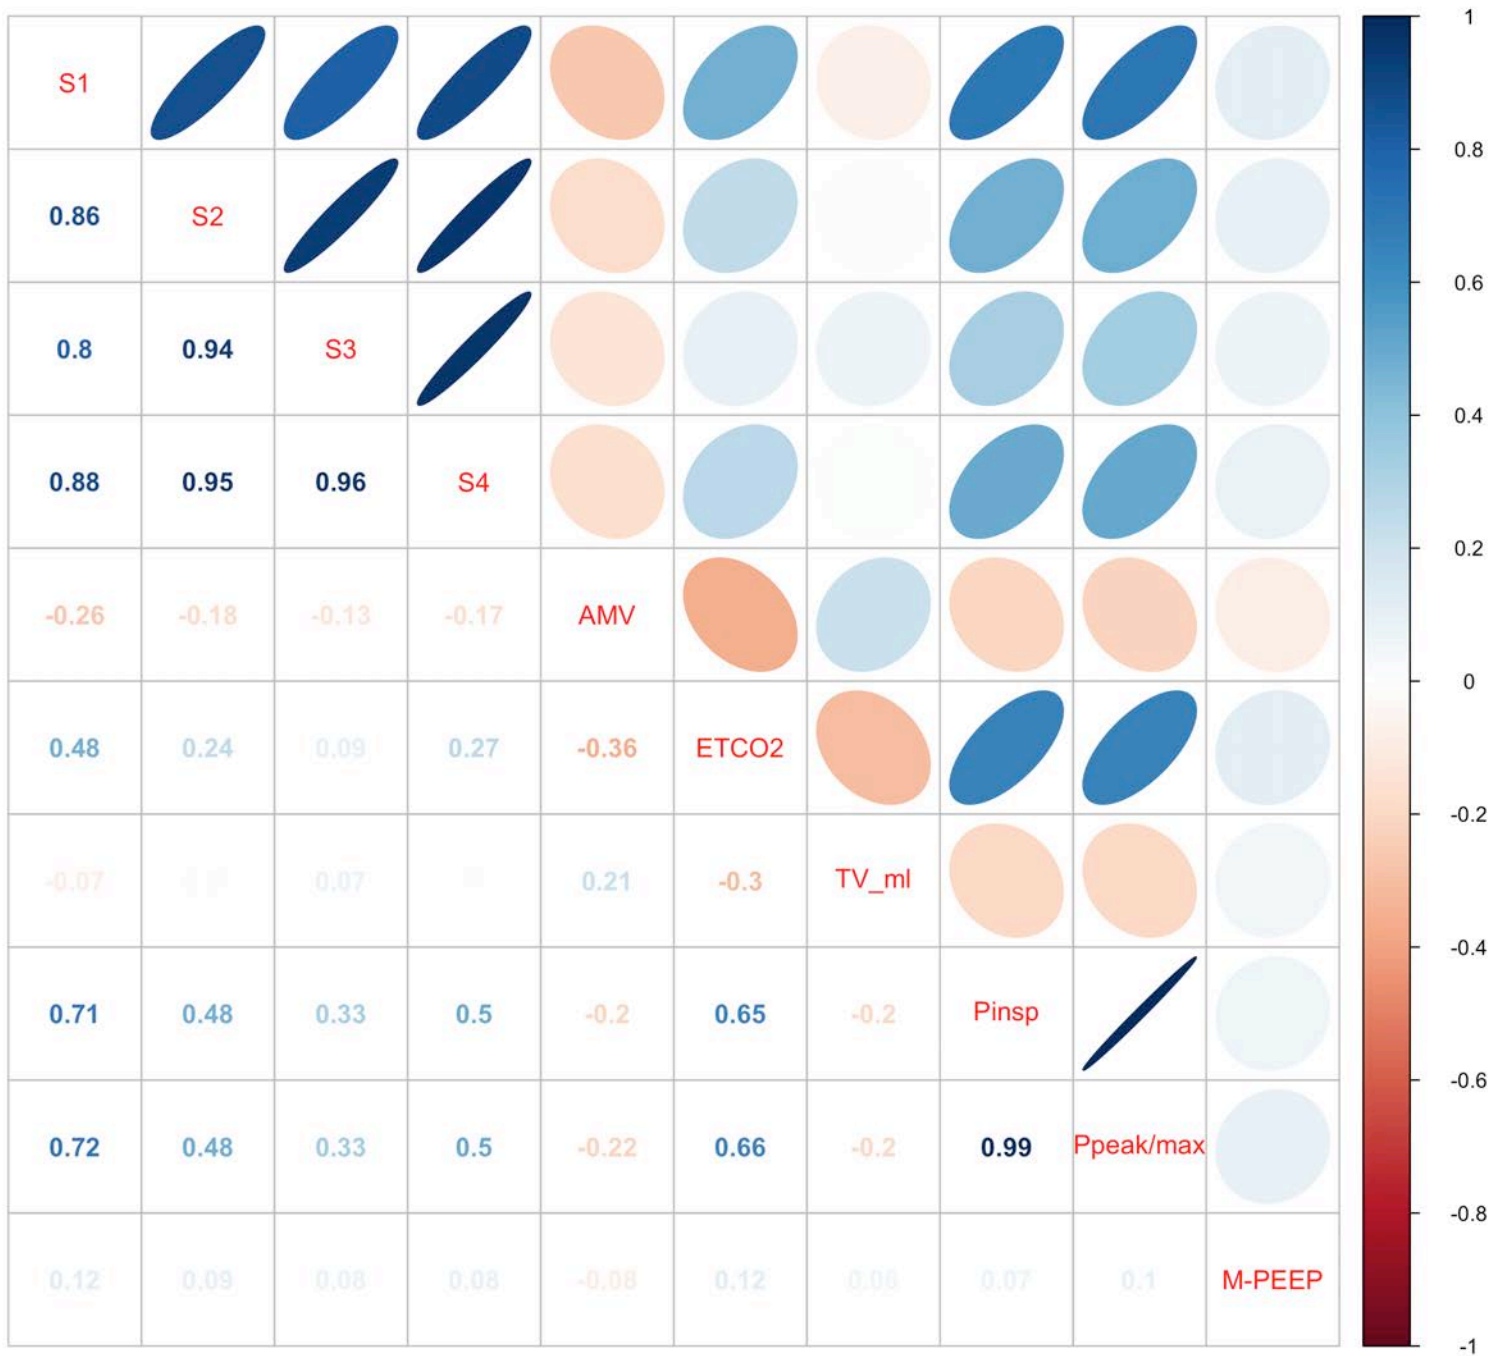 S1 1
0.8
0.86 S2
0.6
0.8 0.94 S3
0.4
0.88 0.95 0.96 S4
0.2
-0.26 -0.18 -0.13 -0.17 AMV
0
0.48 0.24 0.09 0.27 -0.36 ETCO2
-0.2
-0.07 0.07 0.21 -0.3 TV_ml
-0.4
0.71 0.48 0.33 0.5 -0.2 0.65 -0.2 Pinsp
-0.6
0.72 0.48 0.33 0.5 -0.22 0.66 -0.2 0.99 Ppeak/max
-0.8
0.12 0.09 0.08 0.08 -0.08 0.12 0.07 0.1 M-PEEP
-1